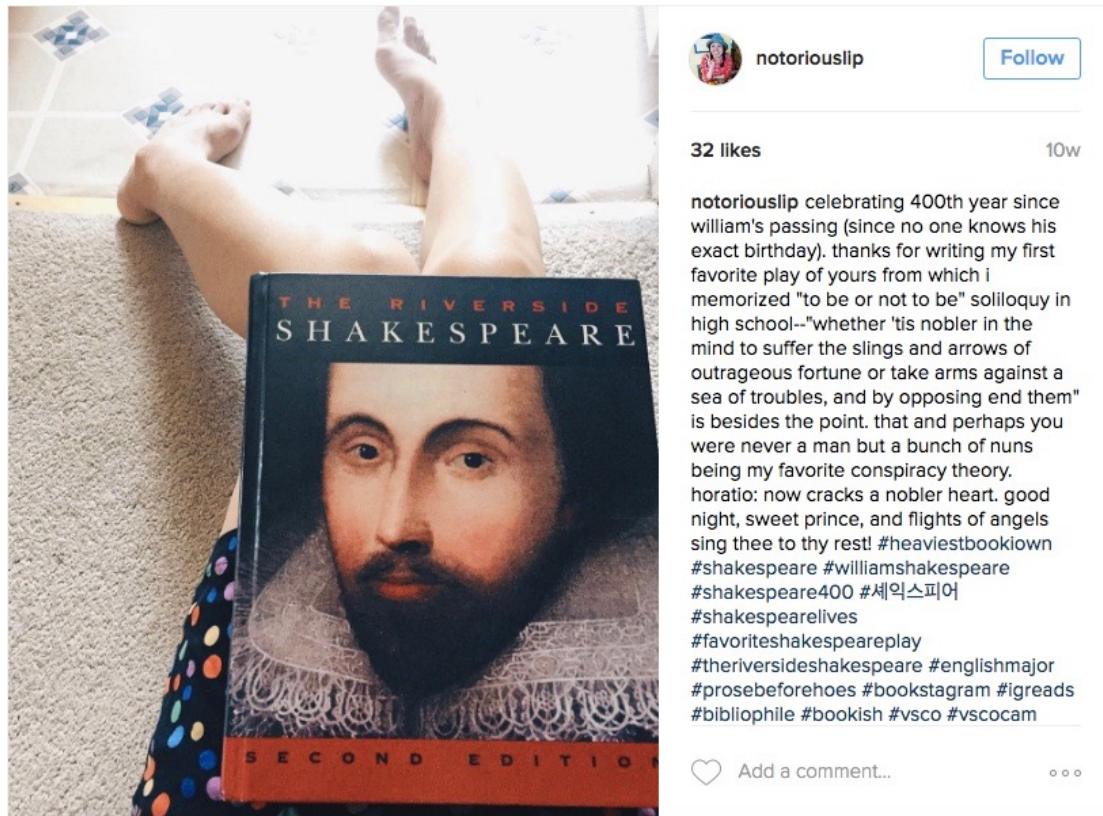 THE RIVERSIDE
SHAKESPEARE
SECOND EDITION
notoriouslip
Follow
32 likes
10w
notoriouslip celebrating 400th year since
william's passing (since no one knows his
exact birthday). thanks for writing my first
favorite play of yours from which i
memorized "to be or not to be" soliloquy in
high school--"whether 'tis nobler in the
mind to suffer the slings and arrows of
outrageous fortune or take arms against a
sea of troubles, and by opposing end them"
is besides the point. that and perhaps you
were never a man but a bunch of nuns
being my favorite conspiracy theory.
horatio: now cracks a nobler heart. good
night, sweet prince, and flights of angels
sing thee to thy rest! #heaviestbookiown
#shakespeare #williamshakespeare
#shakespeare400 #셰익스피어
#shakespearelives
#favoriteshakespeareplay
#theriversideshakespeare #englishmajor
#prosebeforehoes #bookstagram #igreads
#bibliophile #bookish #vsco #vscocam
Add a comment...